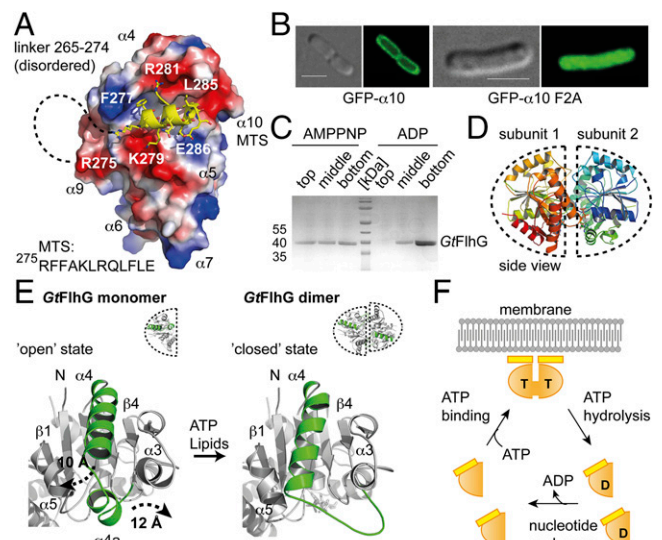 A
linker 265-274
(disordered)
α4
R281
L285
F277
α10
MTS
E286
R275
K279
α5
α9
α6
α7
MTS:
275RFFAKLRQLFLE
B
GFP-α10
GFP-α10 F2A
C
AMPPNP
ADP
top
middle
bottom
[kDa]
top
middle
bottom
55
40
35
GtFlhG
D
subunit 1
subunit 2
side view
E
GtFlhG monomer
GtFlhG dimer
'open' state
'closed' state
N
α4
β4
β1
α3
10 Å
α5
12 Å
ATP
Lipids
N
α4
β4
β1
α3
α5
F
membrane
T T
ATP
binding
ATP
hydrolysis
ATP
ADP
D
nucleotide
D